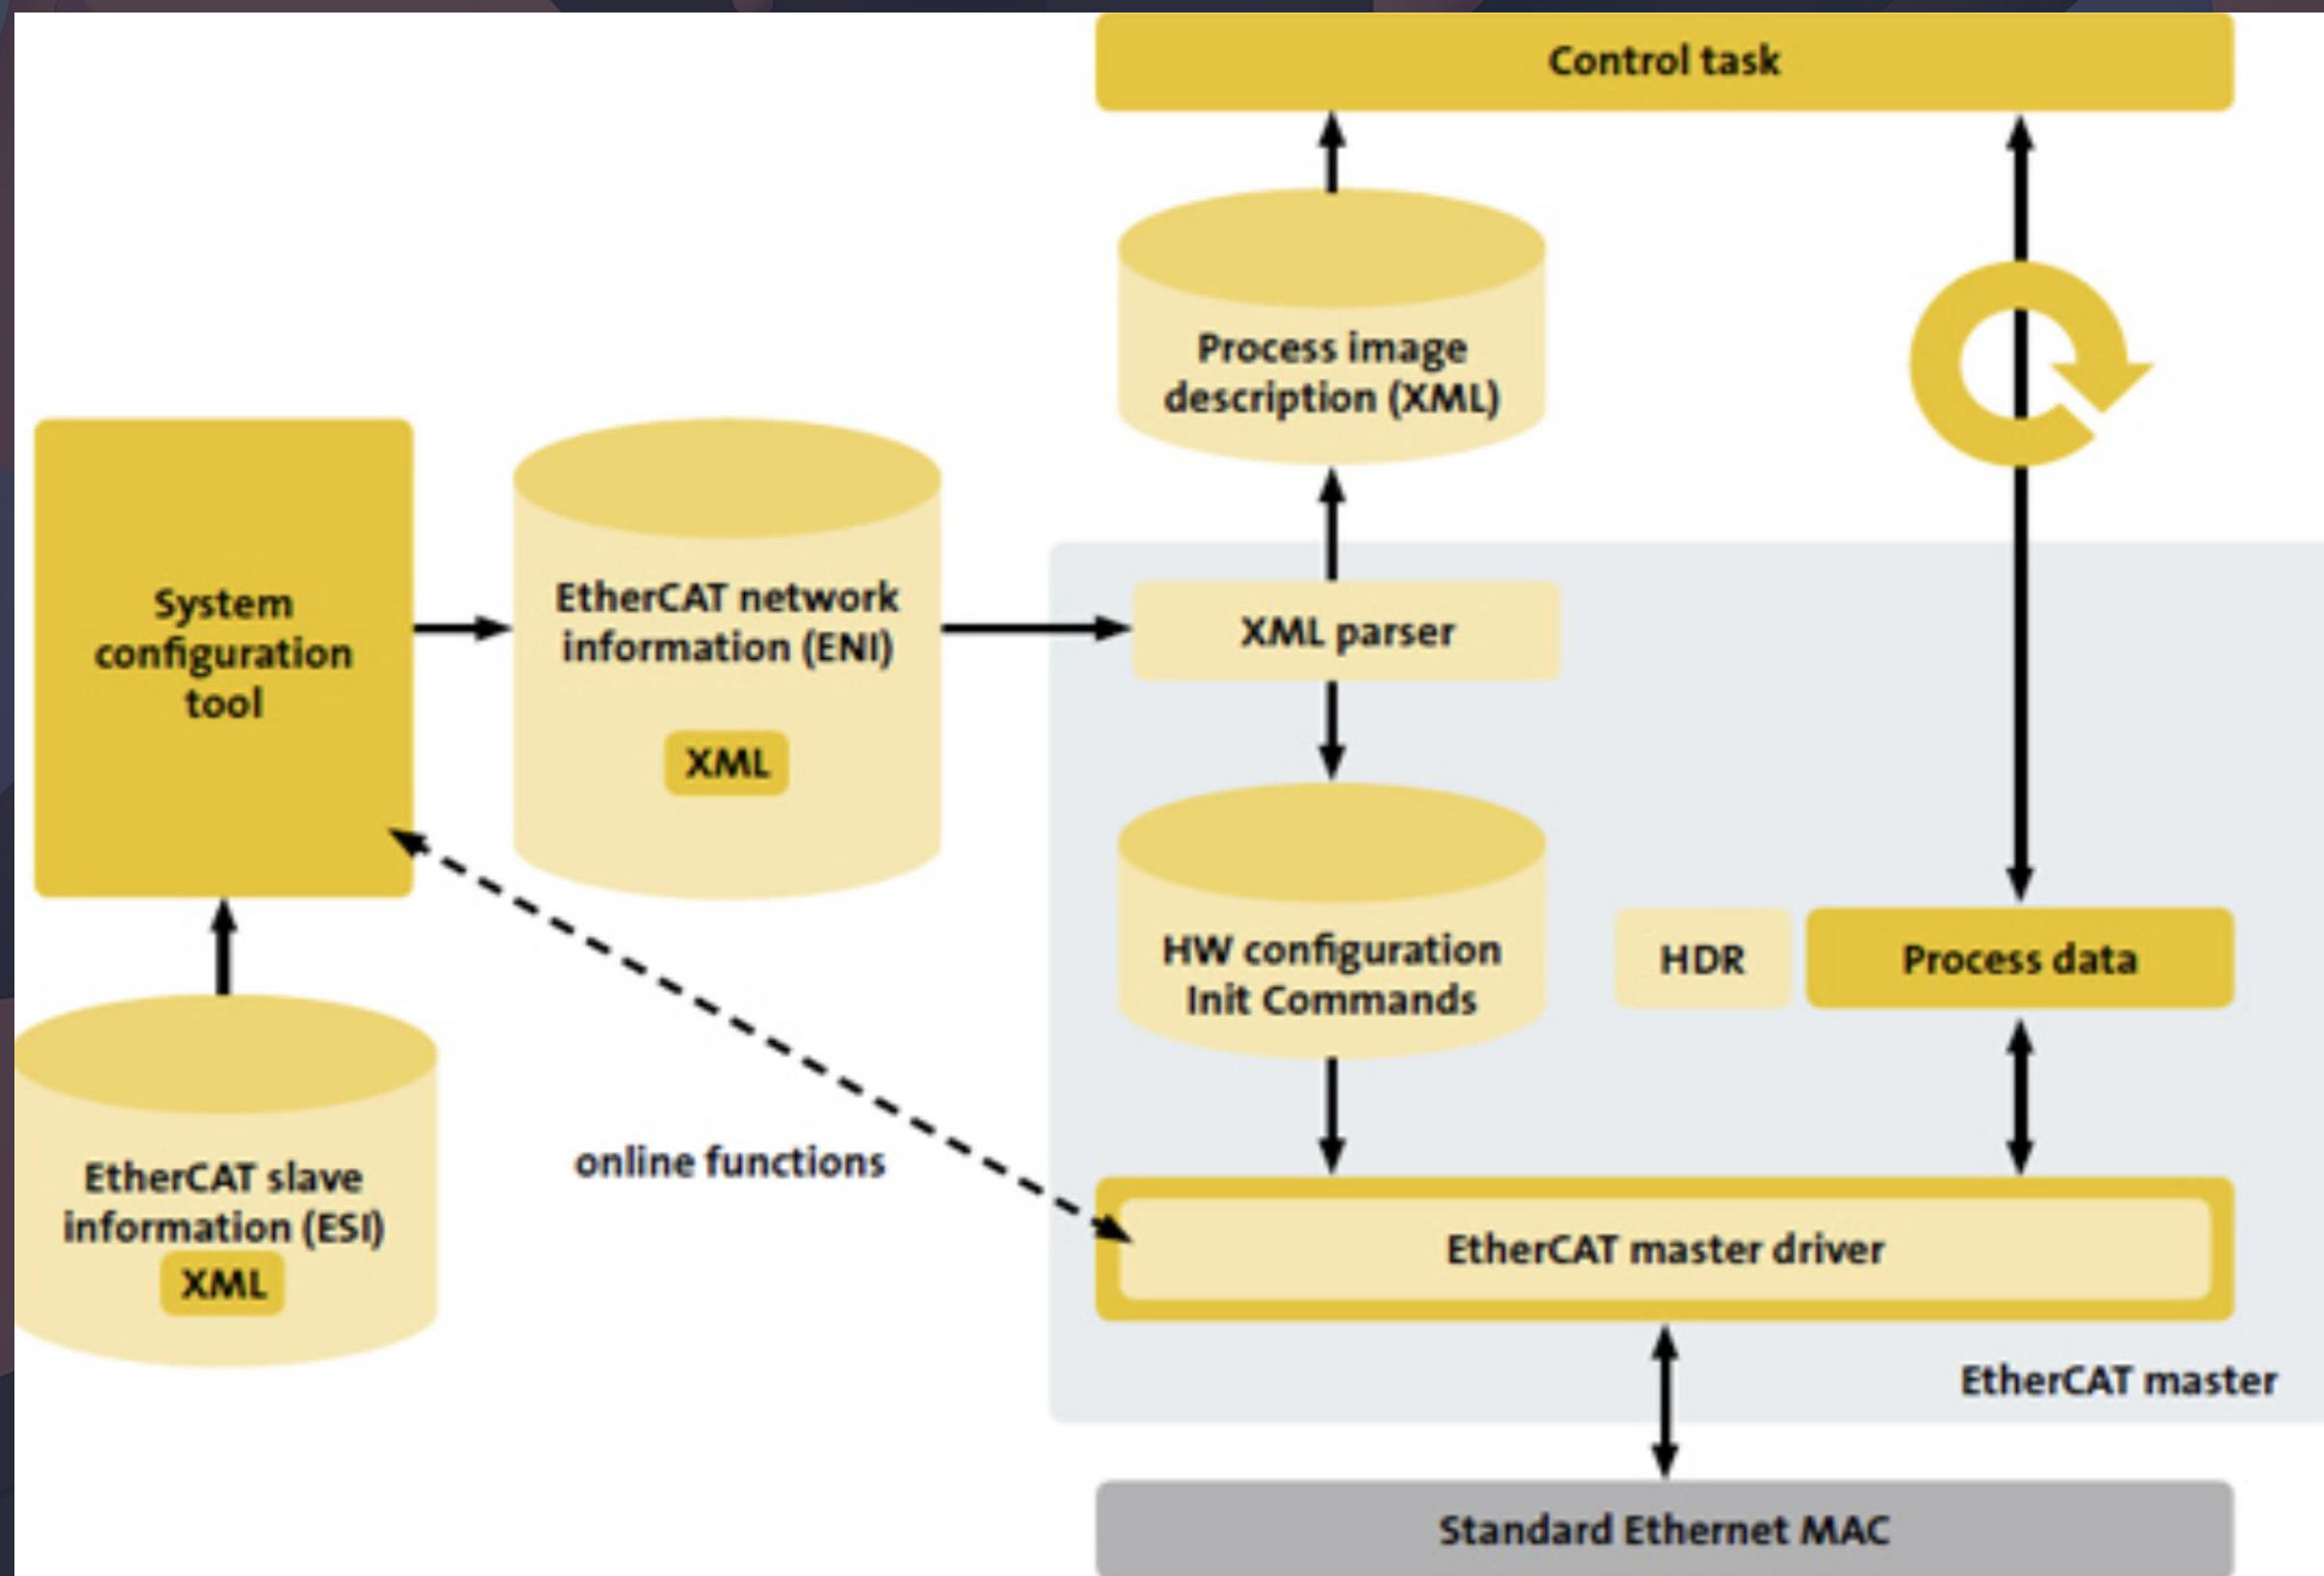 Control task
Process image
description (XML)
System
configuration
tool
EtherCAT network
information (ENI)
XML
XML parser
HW configuration
Init Commands
HDR
Process data
EtherCAT slave
information (ESI)
XML
online functions
EtherCAT master driver
EtherCAT master
Standard Ethernet MAC